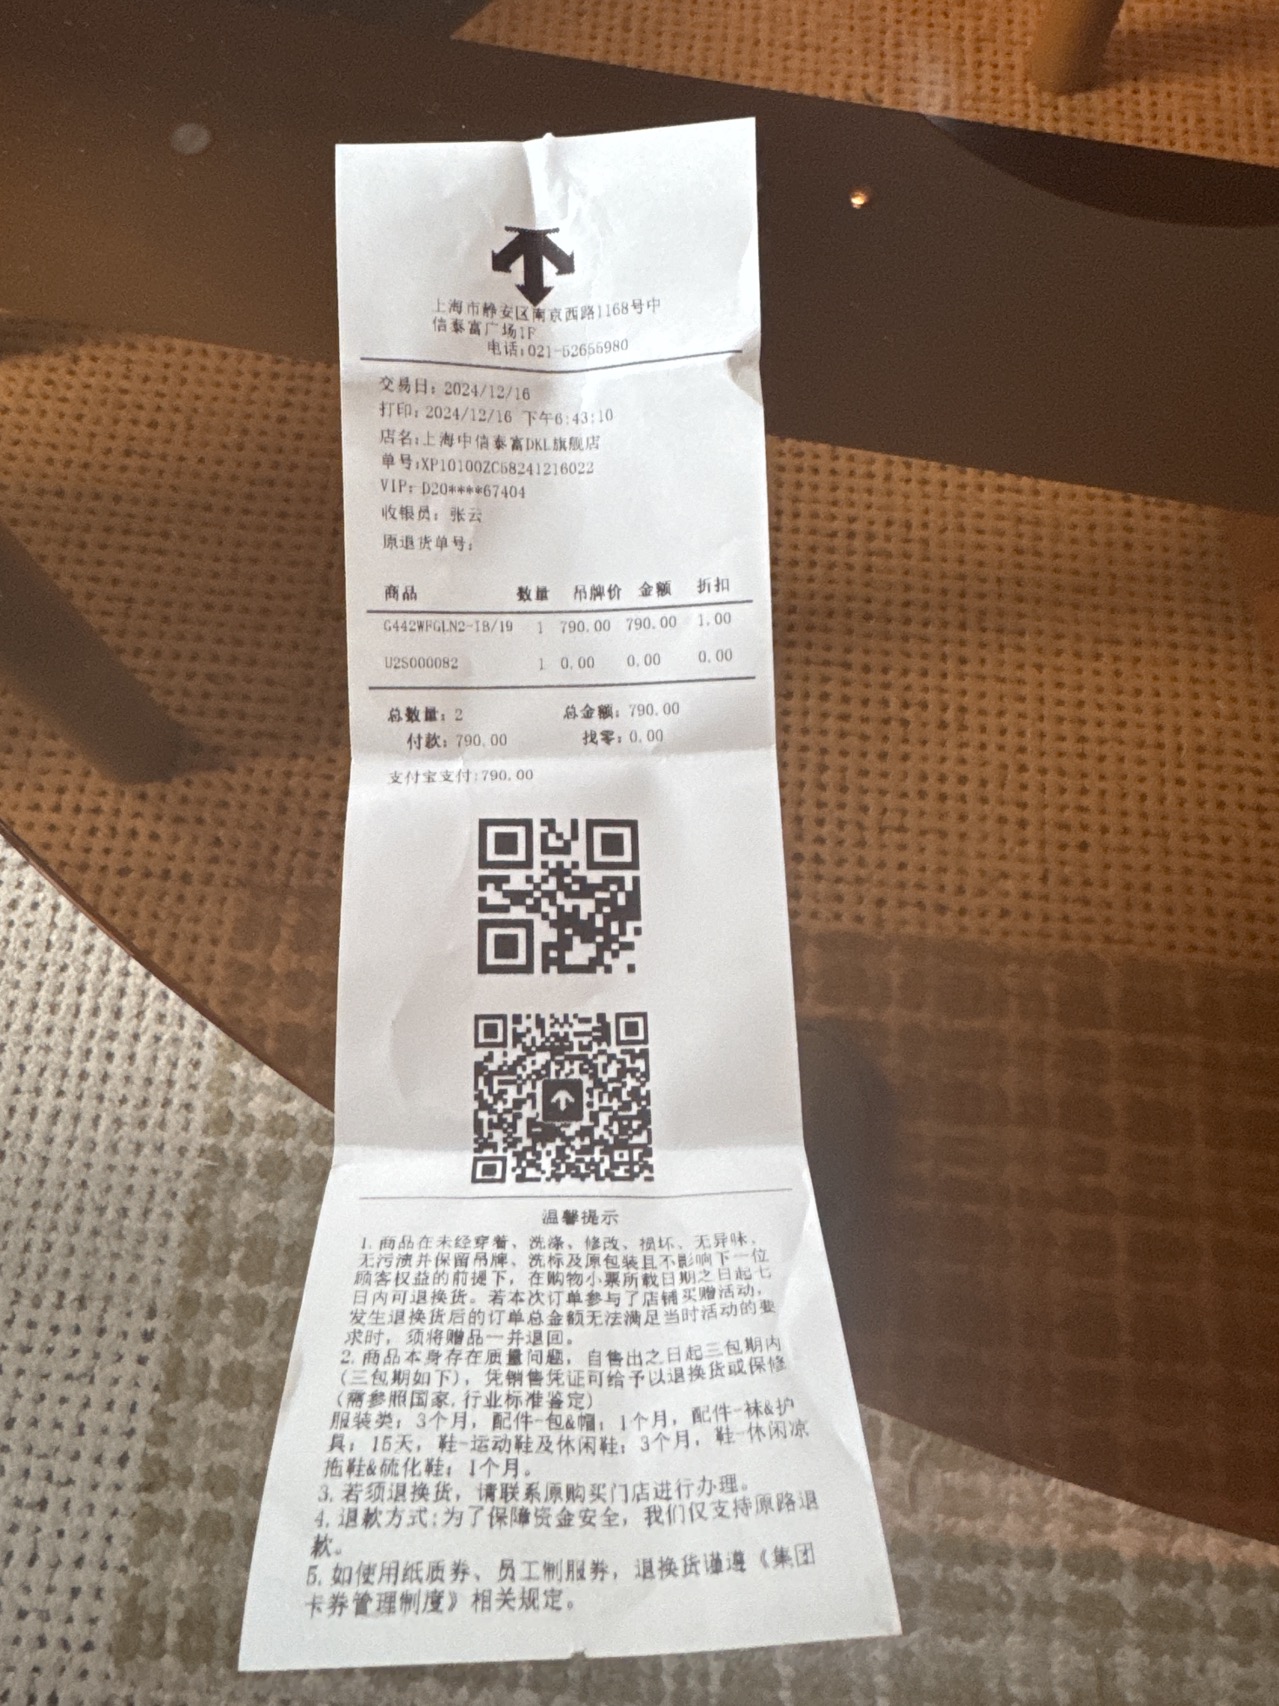 上海市静安区南京西路1168号中
信泰富广场1F
电话:021-52655980
交易日: 2024/12/16
打印: 2024/12/16 下午6:43:10
店名:上海中信泰富DKL旗舰店
单号:XP10100ZC68241216022
VIP: D20****67404
收银员: 张云
原退货单号:
商品 数量 吊牌价 金额 折扣
G442WFGLN2-IB/19 1 790.00 790.00 1.00
U2S000082 1 0.00 0.00 0.00
总数量: 2 总金额: 790.00
付款: 790.00 找零: 0.00
支付宝支付:790.00
温馨提示
1. 商品在未经穿着、洗涤、修改、损坏、无异味,
无污渍并保留吊牌、洗标及原包装且不影响下一位
顾客权益的前提下, 在购物小票所载日期之日起七
日内可退换货。若本次订单参与了店铺买赠活动,
发生退换货后的订单总金额无法满足当时活动的要
求时, 须将赠品一并退回。
2. 商品本身存在质量问题, 自售出之日起三包期内
(三包期如下), 凭销售凭证可给予以退换货或保修
(需参照国家,行业标准鉴定)
服装类: 3个月, 配件-包&帽: 1个月, 配件-袜&护
具: 15天, 鞋-运动鞋及休闲鞋: 3个月, 鞋-休闲凉
拖鞋&硫化鞋: 1个月。
3. 若须退换货, 请联系原购买门店进行办理。
4. 退款方式:为了保障资金安全, 我们仅支持原路退
款。
5. 如使用纸质券、员工制服券, 退换货谨遵《集团
卡券管理制度》相关规定。